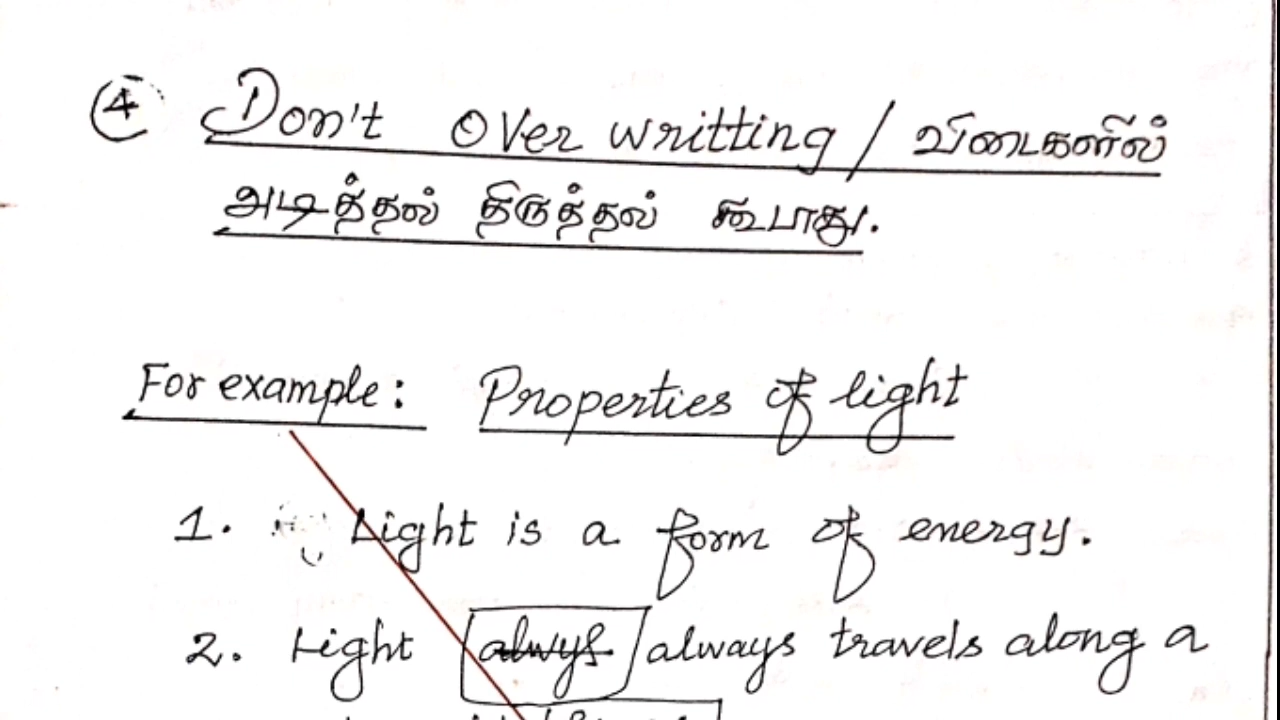 ④ Don't Over writting / விடைகளில்
அடித்தல் திருத்தல் கூடாது.
For example: Properties of light
1. Light is a form of energy.
2. Light alwys always travels along a